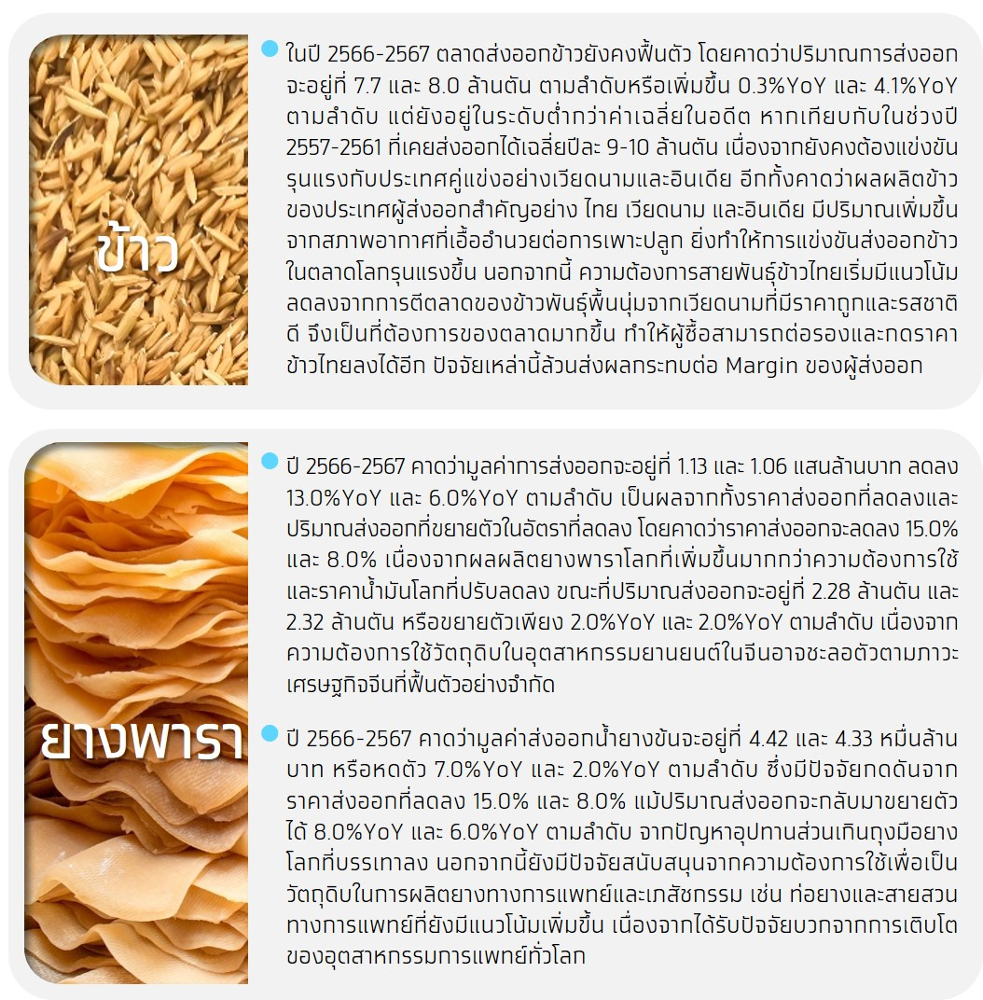 ข้าว
ในปี 2566-2567 ตลาดส่งออกข้าวยังคงฟื้นตัว โดยคาดว่าปริมาณการส่งออก
จะอยู่ที่ 7.7 และ 8.0 ล้านตัน ตามลำดับหรือเพิ่มขึ้น 0.3%YoY และ 4.1%YoY
ตามลำดับ แต่ยังอยู่ในระดับต่ำกว่าค่าเฉลี่ยในอดีต หากเทียบกับในช่วงปี
2557-2561 ที่เคยส่งออกได้เฉลี่ยปีละ 9-10 ล้านตัน เนื่องจากยังคงต้องแข่งขัน
รุนแรงกับประเทศคู่แข่งอย่างเวียดนามและอินเดีย อีกทั้งคาดว่าผลผลิตข้าว
ของประเทศผู้ส่งออกสำคัญอย่าง ไทย เวียดนาม และอินเดีย มีปริมาณเพิ่มขึ้น
จากสภาพอากาศที่เอื้ออำนวยต่อการเพาะปลูก ยิ่งทำให้การแข่งขันส่งออกข้าว
ในตลาดโลกรุนแรงขึ้น นอกจากนี้ ความต้องการสายพันธุ์ข้าวไทยเริ่มมีแนวโน้ม
ลดลงจากการตีตลาดของข้าวพันธุ์พื้นนุ่มจากเวียดนามที่มีราคาถูกและรสชาติ
ดี จึงเป็นที่ต้องการของตลาดมากขึ้น ทำให้ผู้ซื้อสามารถต่อรองและกดราคา
ข้าวไทยลงได้อีก ปัจจัยเหล่านี้ล้วนส่งผลกระทบต่อ Margin ของผู้ส่งออก
ยางพารา
ปี 2566-2567 คาดว่ามูลค่าการส่งออกจะอยู่ที่ 1.13 และ 1.06 แสนล้านบาท ลดลง
13.0%YoY และ 6.0%YoY ตามลำดับ เป็นผลจากทั้งราคาส่งออกที่ลดลงและ
ปริมาณส่งออกที่ขยายตัวในอัตราที่ลดลง โดยคาดว่าราคาส่งออกจะลดลง 15.0%
และ 8.0% เนื่องจากผลผลิตยางพาราโลกที่เพิ่มขึ้นมากกว่าความต้องการใช้
และราคาน้ำมันโลกที่ปรับลดลง ขณะที่ปริมาณส่งออกจะอยู่ที่ 2.28 ล้านตัน และ
2.32 ล้านตัน หรือขยายตัวเพียง 2.0%YoY และ 2.0%YoY ตามลำดับ เนื่องจาก
ความต้องการใช้วัตถุดิบในอุตสาหกรรมยานยนต์ในจีนอาจชะลอตัวตามภาวะ
เศรษฐกิจจีนที่ฟื้นตัวอย่างจำกัด
ปี 2566-2567 คาดว่ามูลค่าส่งออกน้ำยางข้นจะอยู่ที่ 4.42 และ 4.33 หมื่นล้าน
บาท หรือหดตัว 7.0%YoY และ 2.0%YoY ตามลำดับ ซึ่งมีปัจจัยกดดันจาก
ราคาส่งออกที่ลดลง 15.0% และ 8.0% แม้ปริมาณส่งออกจะกลับมาขยายตัว
ได้ 8.0%YoY และ 6.0%YoY ตามลำดับ จากปัญหาอุปทานส่วนเกินถุงมือยาง
โลกที่บรรเทาลง นอกจากนี้ยังมีปัจจัยสนับสนุนจากความต้องการใช้เพื่อเป็น
วัตถุดิบในการผลิตยางทางการแพทย์และเภสัชกรรม เช่น ท่อยางและสายสวน
ทางการแพทย์ที่ยังมีแนวโน้มเพิ่มขึ้น เนื่องจากได้รับปัจจัยบวกจากการเติบโต
ของอุตสาหกรรมการแพทย์ทั่วโลก